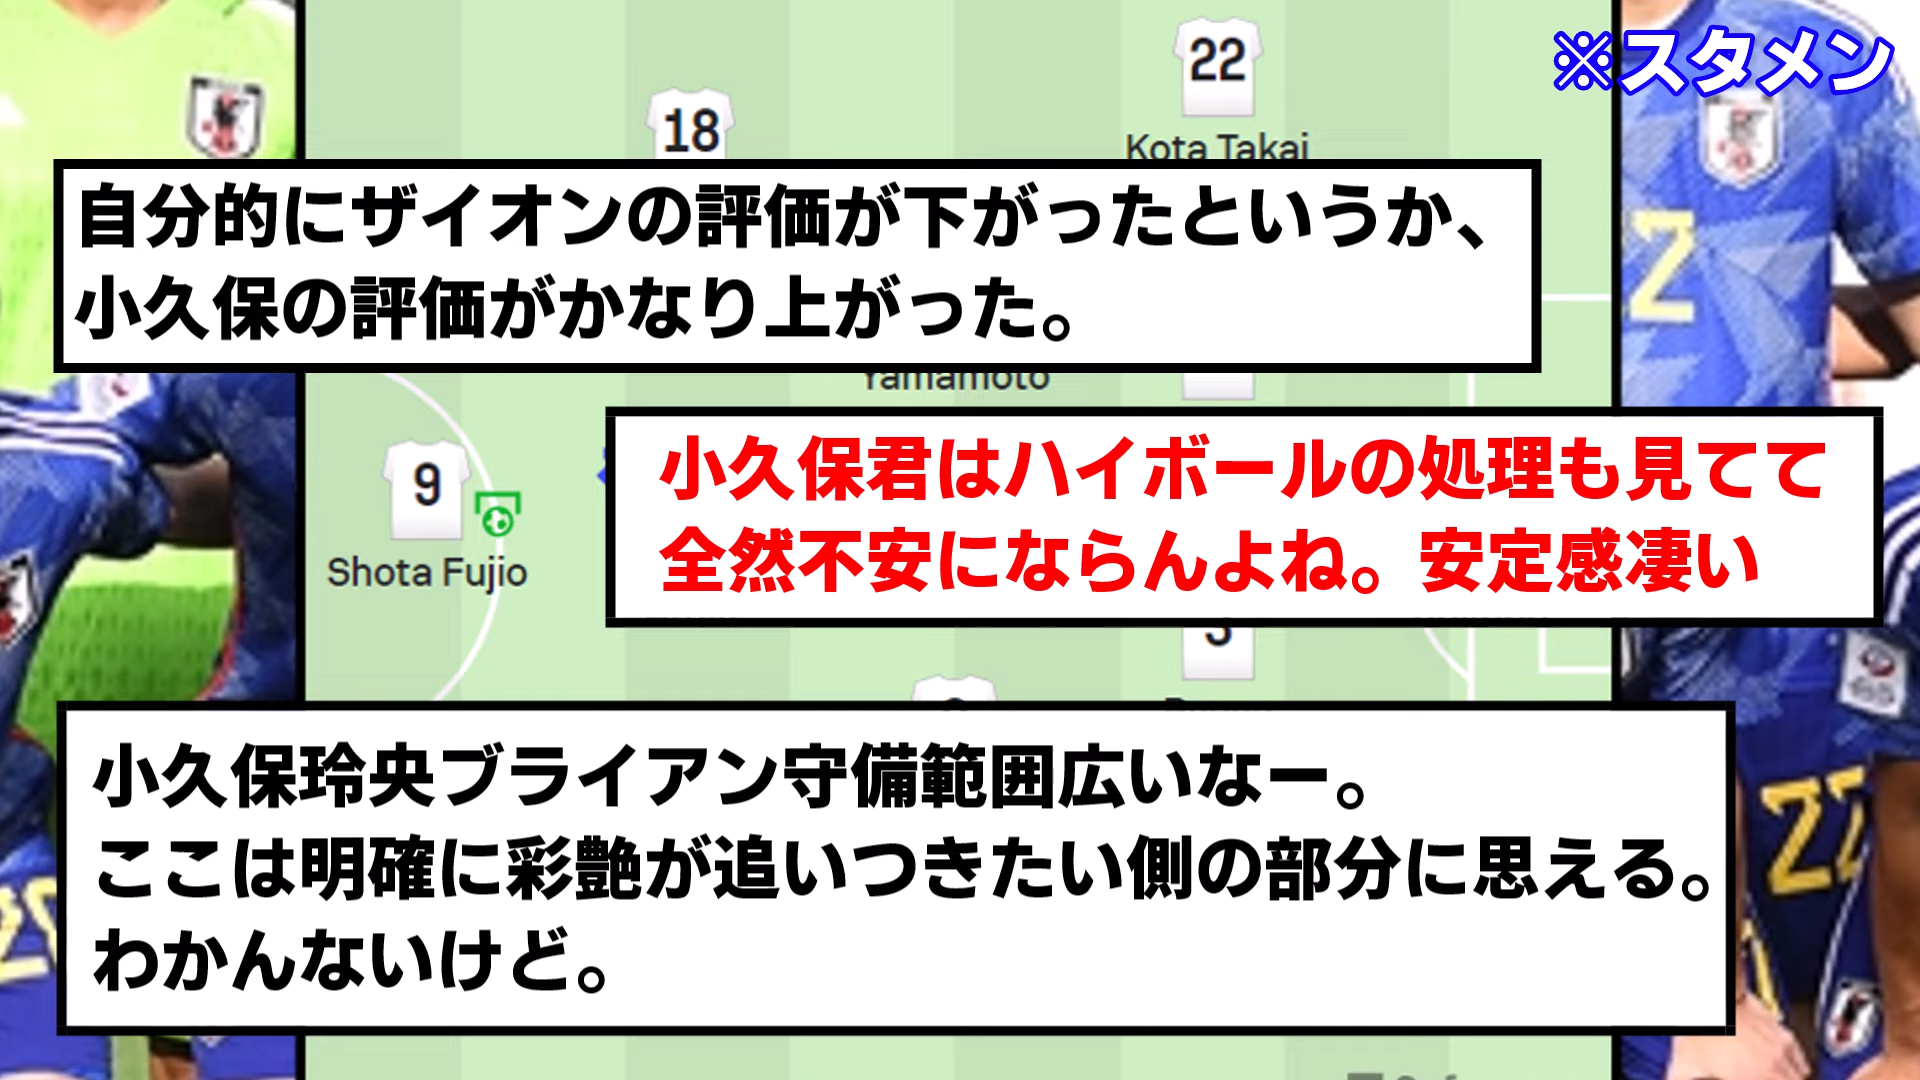 ※スタメン
22
18
Kota Takai
自分的にザイオンの評価が下がったというか、
小久保の評価がかなり上がった。
Yamamoto
2
9
小久保君はハイボールの処理も見てて
全然不安にならんよね。安定感凄い
Shota Fujio
3
小久保玲央ブライアン守備範囲広いなー。
ここは明確に彩艶が追いつきたい側の部分に思える。
わかんないけど。
22
20